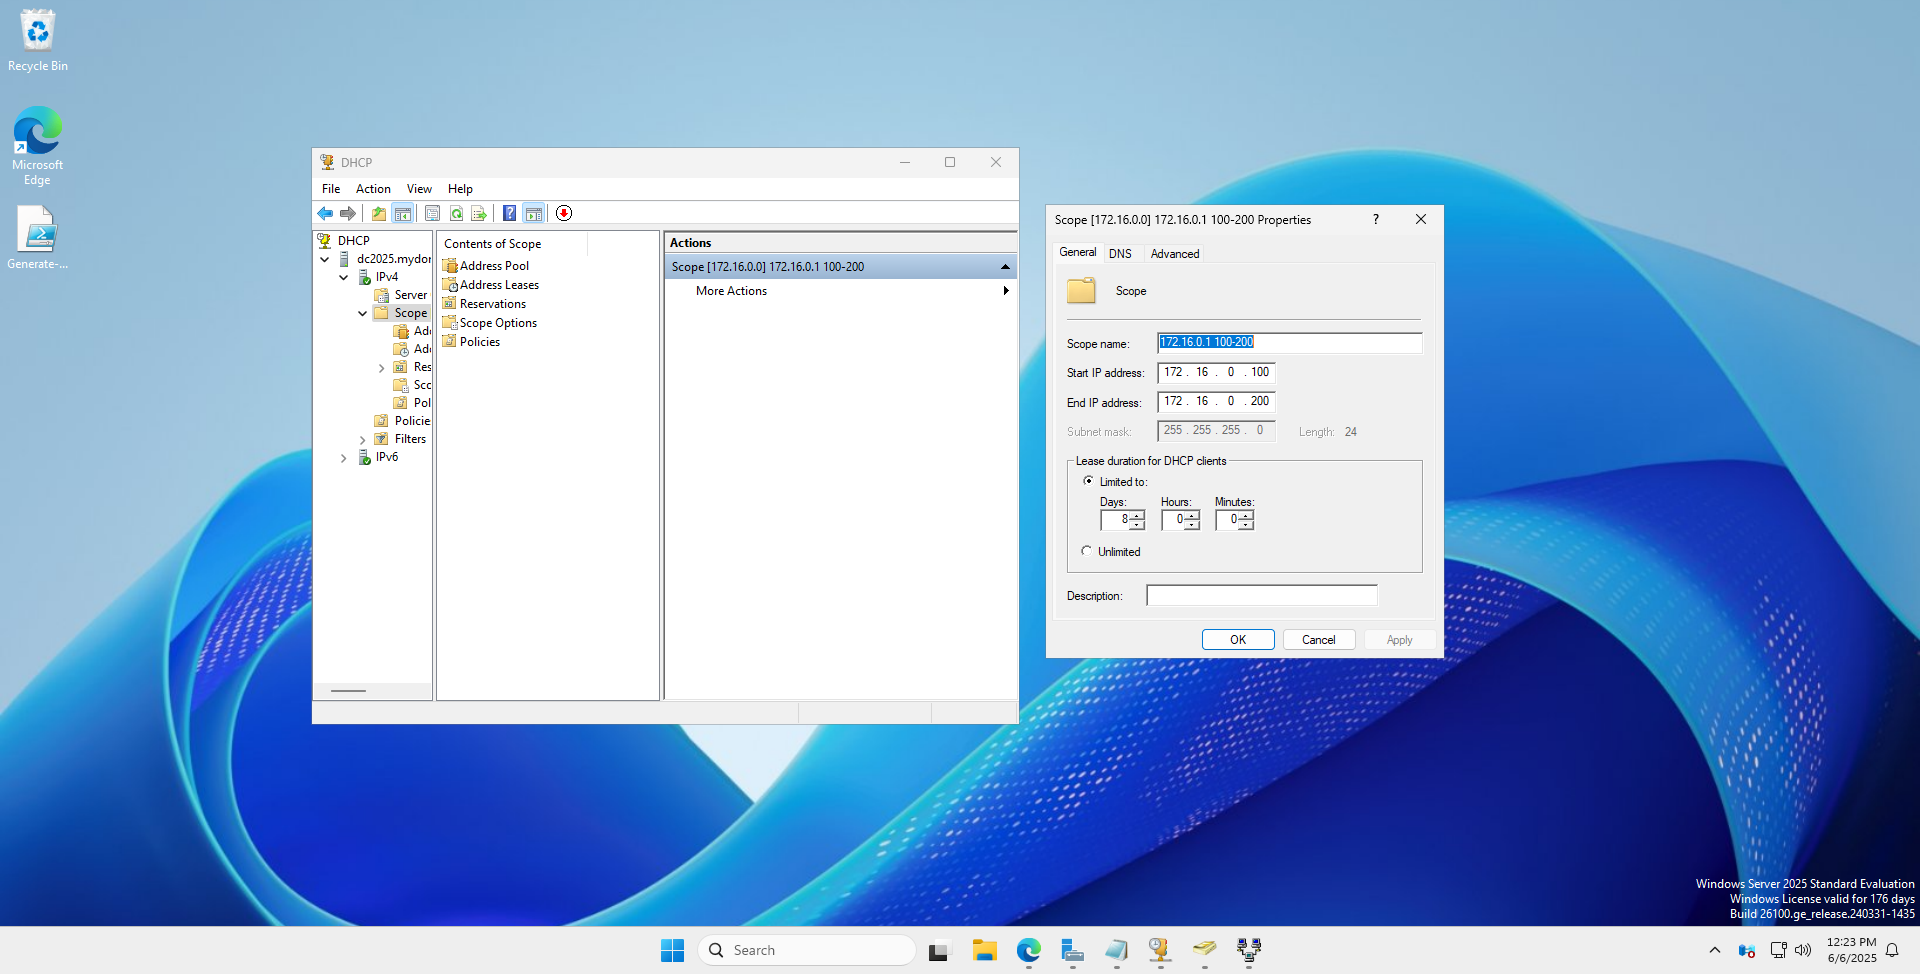 Recycle Bin
Microsoft
Edge
Generate-...
DHCP
File Action View Help
DHCP
dc2025.mydor
IPv4
Server
Scope
Add
Add
Res
Sco
Pol
Policie
Filters
IPv6
Contents of Scope
Address Pool
Address Leases
Reservations
Scope Options
Policies
Actions
Scope [172.16.0.0] 172.16.0.1 100-200
More Actions
Scope [172.16.0.0] 172.16.0.1 100-200 Properties
?
General DNS Advanced
Scope
Scope name: 172.16.0.1 100-200
Start IP address: 172 . 16 . 0 . 100
End IP address: 172 . 16 . 0 . 200
Subnet mask: 255 . 255 . 255 . 0 Length: 24
Lease duration for DHCP clients
Limited to:
Days: Hours: Minutes:
8 0 0
Unlimited
Description:
OK Cancel Apply
Windows Server 2025 Standard Evaluation
Windows License valid for 176 days
Build 26100.ge_release.240331-1435
Search
12:23 PM
6/6/2025